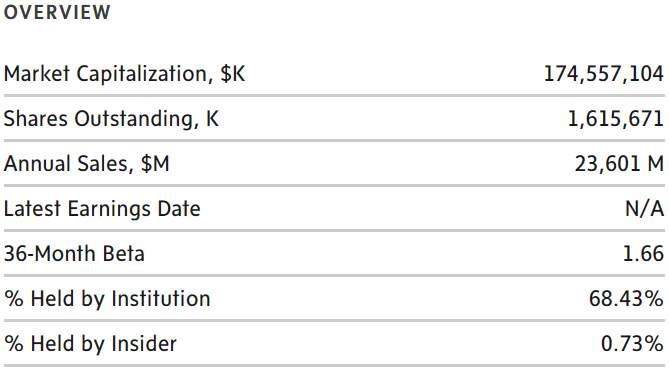 OVERVIEW
Market Capitalization, $K 174,557,104
Shares Outstanding, K 1,615,671
Annual Sales, $M 23,601 M
Latest Earnings Date N/A
36-Month Beta 1.66
% Held by Institution 68.43%
% Held by Insider 0.73%